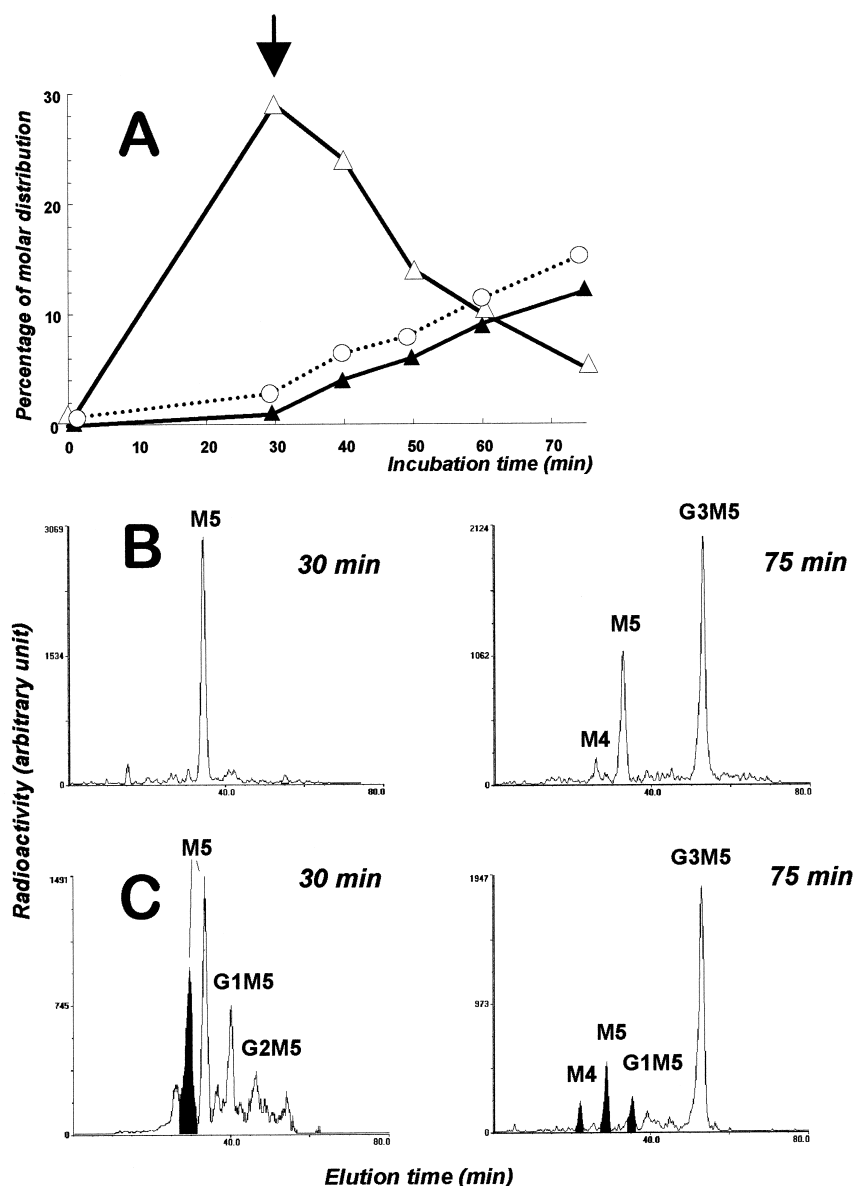 A
Percentage of molar distribution
30
20
10
0
0 10 20 30 40 50 60 70
Incubation time (min)
B
30 min
M5
3069
1534
0
40.0 80.0
75 min
G3M5
M5
M4
2124
1062
0
40.0 80.0
Radioactivity (arbitrary unit)
C
30 min
M5
G1M5
G2M5
1491
745
0
40.0 80.0
75 min
G3M5
M5
G1M5
M4
1947
973
0
40.0 80.0
Elution time (min)